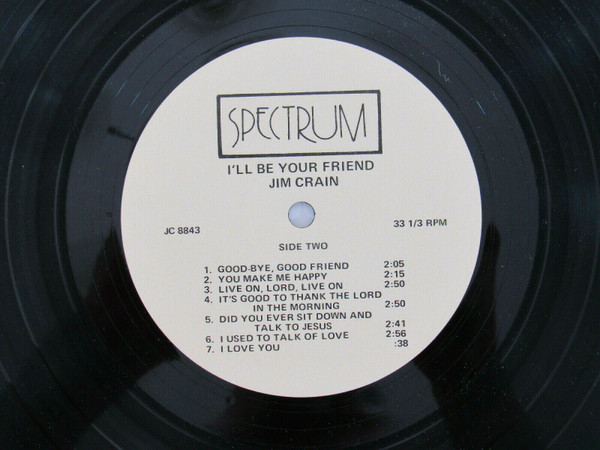 SPECTRUM
I'LL BE YOUR FRIEND
JIM CRAIN
JC 8843
33 1/3 RPM
SIDE TWO
1. GOOD-BYE, GOOD FRIEND 2:05
2. YOU MAKE ME HAPPY 2:15
3. LIVE ON, LORD, LIVE ON 2:50
4. IT'S GOOD TO THANK THE LORD
IN THE MORNING 2:50
5. DID YOU EVER SIT DOWN AND
TALK TO JESUS 2:41
6. I USED TO TALK OF LOVE 2:56
7. I LOVE YOU :38